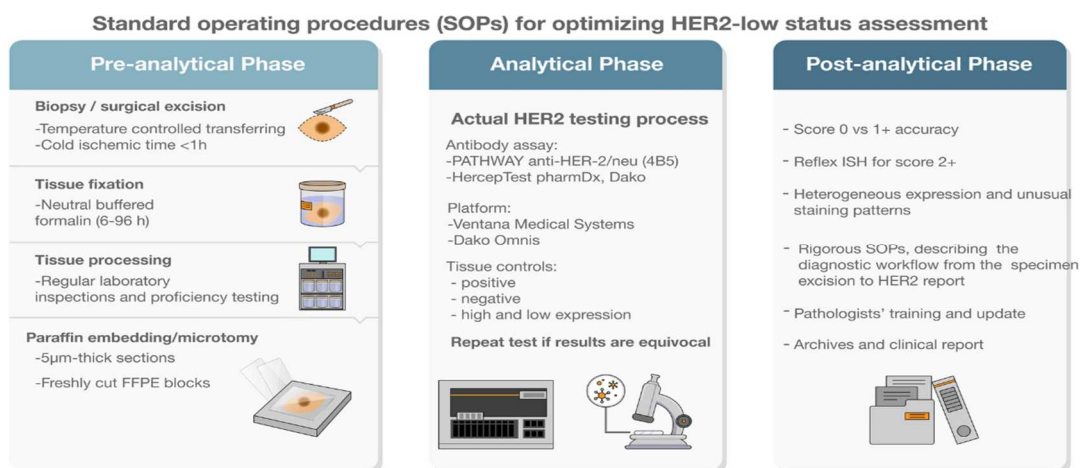 Standard operating procedures (SOPs) for optimizing HER2-low status assessment
Pre-analytical Phase
Biopsy / surgical excision
-Temperature controlled transferring
-Cold ischemic time <1h
Tissue fixation
-Neutral buffered
formalin (6-96 h)
Tissue processing
-Regular laboratory
inspections and proficiency testing
Paraffin embedding/microtomy
-5μm-thick sections
-Freshly cut FFPE blocks
Analytical Phase
Actual HER2 testing process
Antibody assay:
-PATHWAY anti-HER-2/neu (4B5)
-HercepTest pharmDx, Dako
Platform:
-Ventana Medical Systems
-Dako Omnis
Tissue controls:
- positive
- negative
- high and low expression
Repeat test if results are equivocal
Post-analytical Phase
- Score 0 vs 1+ accuracy
- Reflex ISH for score 2+
- Heterogeneous expression and unusual
staining patterns
- Rigorous SOPs, describing the
diagnostic workflow from the specimen
excision to HER2 report
- Pathologists' training and update
- Archives and clinical report